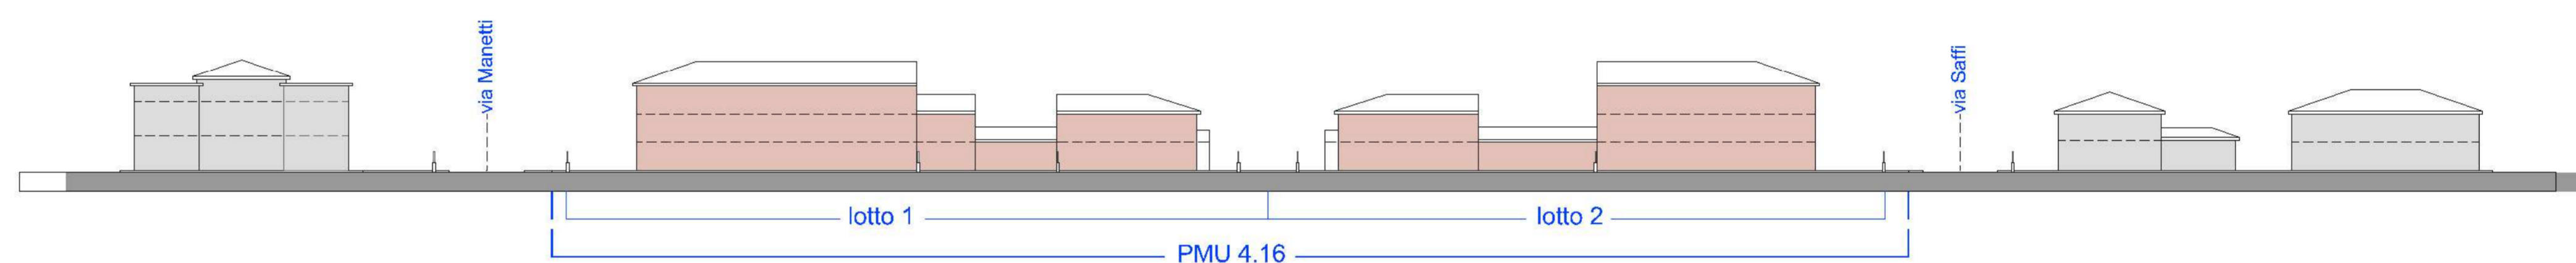 via Manetti
via Saffi
lotto 1
lotto 2
PMU 4.16